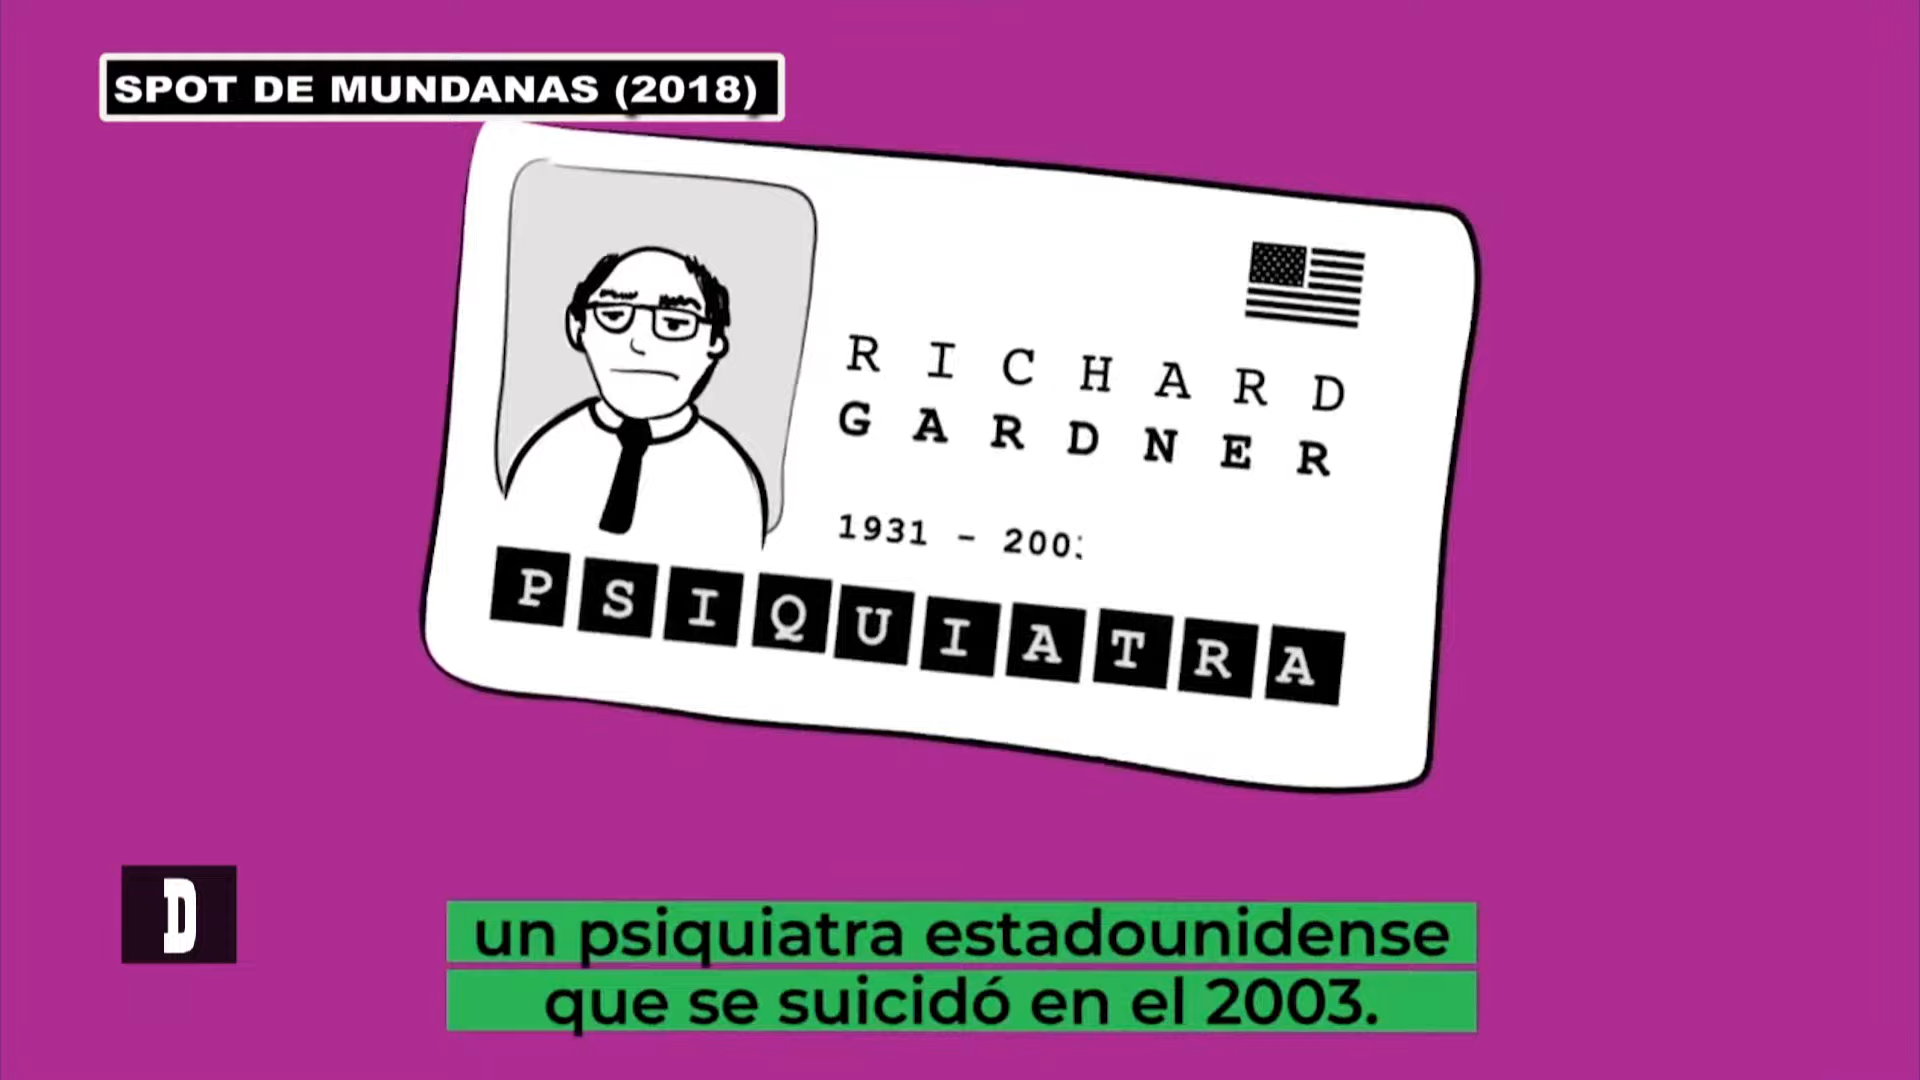 SPOT DE MUNDANAS (2018)
RICHARD
GARDNER
1931 - 200
PSIQUIATRA
D
un psiquiatra estadounidense
que se suicidó en el 2003.